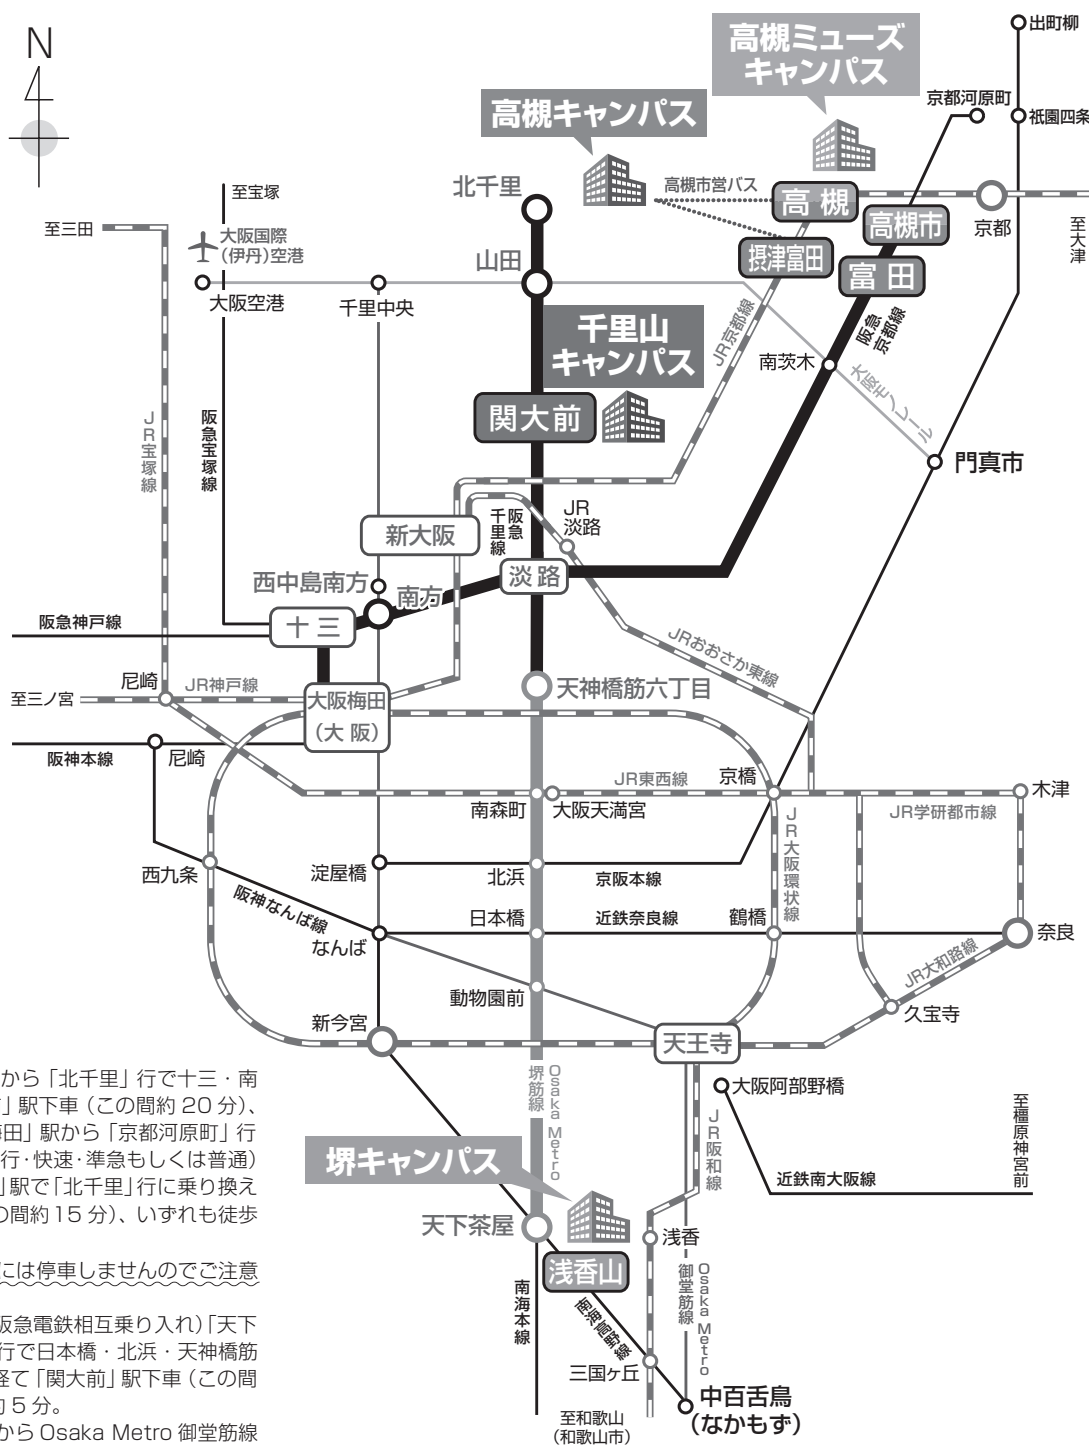 N
高槻ミューズ
キャンパス
高槻キャンパス
出町柳
京都河原町
祇園四条
北千里
高槻市営バス
高槻
高槻市
京都
至大津
至宝塚
至三田
大阪国際
(伊丹)空港
山田
摂津富田
富田
大阪空港
千里中央
千里山
キャンパス
JR京都線
阪急
京都線
南茨木
大阪モノレール
関大前
JR宝塚線
阪急宝塚線
門真市
新大阪
阪急
千里線
JR
淡路
西中島南方
南方
淡路
阪急神戸線
十三
JRおおさか東線
尼崎
JR神戸線
至三ノ宮
大阪梅田
(大阪)
天神橋筋六丁目
阪神本線
尼崎
JR東西線
京橋
木津
南森町
大阪天満宮
JR学研都市線
JR大阪環状線
西九条
淀屋橋
北浜
京阪本線
阪神なんば線
日本橋
近鉄奈良線
鶴橋
奈良
なんば
JR大和路線
動物園前
久宝寺
新今宮
天王寺
堺筋線
Osaka Metro
大阪阿部野橋
至橿原神宮前
JR阪和線
近鉄南大阪線
堺キャンパス
天下茶屋
浅香
浅香山
南海本線
南海高野線
御堂筋線
Osaka Metro
三国ヶ丘
中百舌鳥
(なかもず)
至和歌山
(和歌山市)
から「北千里」行で十三・南
」駅下車(この間約20分)、
田」駅から「京都河原町」行
行・快速・準急もしくは普通)
」駅で「北千里」行に乗り換え
の間約15分)、いずれも徒歩
には停車しませんのでご注意
阪急電鉄相互乗り入れ)「天下
行で日本橋・北浜・天神橋筋
経て「関大前」駅下車(この間
5分。
からOsaka Metro 御堂筋線